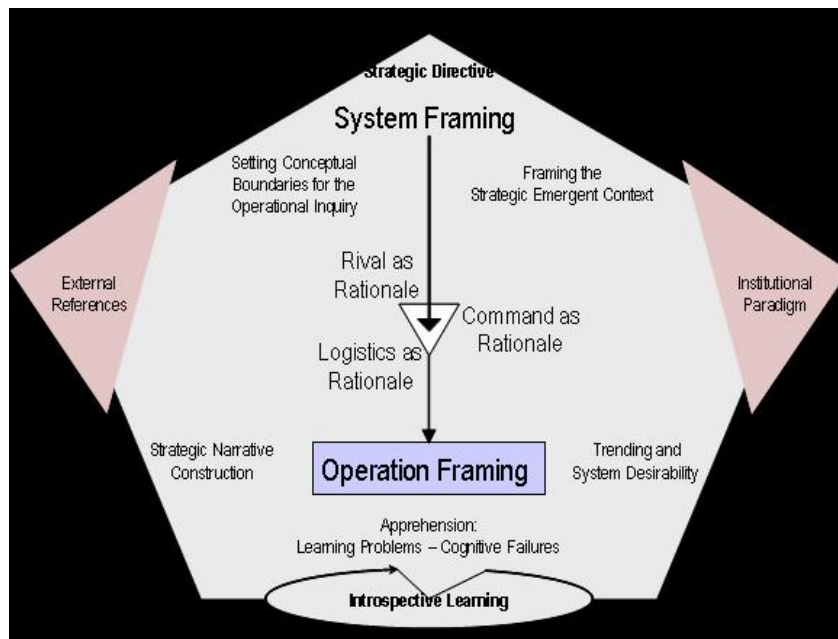 Strategic Directive
System Framing
Setting Conceptual
Boundaries for the
Operational Inquiry
Framing the
Strategic Emergent Context
External
References
Institutional
Paradigm
Rival as
Rationale
Command as
Rationale
Logistics as
Rationale
Strategic Narrative
Construction
Operation Framing
Trending and
System Desirability
Apprehension:
Learning Problems – Cognitive Failures
Introspective Learning